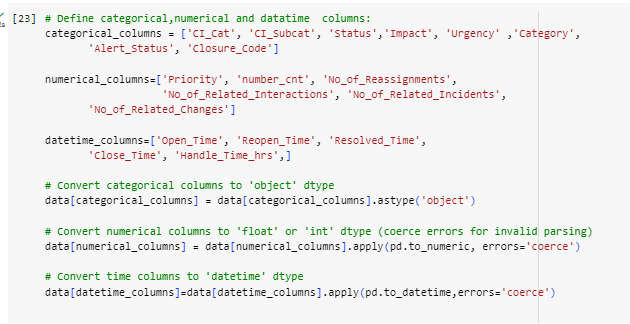 [23] # Define categorical,numerical and datatime  columns:
categorical_columns = ['CI_Cat', 'CI_Subcat', 'Status','Impact', 'Urgency' ,'Category',
       'Alert_Status', 'Closure_Code']
numerical_columns=['Priority', 'number_cnt', 'No_of_Reassignments',
                  'No_of_Related_Interactions', 'No_of_Related_Incidents',
       'No_of_Related_Changes']
datetime_columns=['Open_Time', 'Reopen_Time', 'Resolved_Time',
       'Close_Time', 'Handle_Time_hrs',]
# Convert categorical columns to 'object' dtype
data[categorical_columns] = data[categorical_columns].astype('object')
# Convert numerical columns to 'float' or 'int' dtype (coerce errors for invalid parsing)
data[numerical_columns] = data[numerical_columns].apply(pd.to_numeric, errors='coerce')
# Convert time columns to 'datetime' dtype
data[datetime_columns]=data[datetime_columns].apply(pd.to_datetime,errors='coerce')